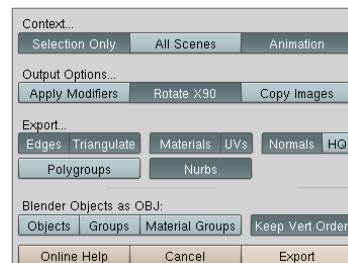 Context...
Selection Only All Scenes Animation
Output Options...
Apply Modifiers Rotate X90 Copy Images
Export...
Edges Triangulate Materials UVs Normals HQ
Polygroups Nurbs
Blender Objects as OBJ:
Objects Groups Material Groups Keep Vert Order
Online Help Cancel Export